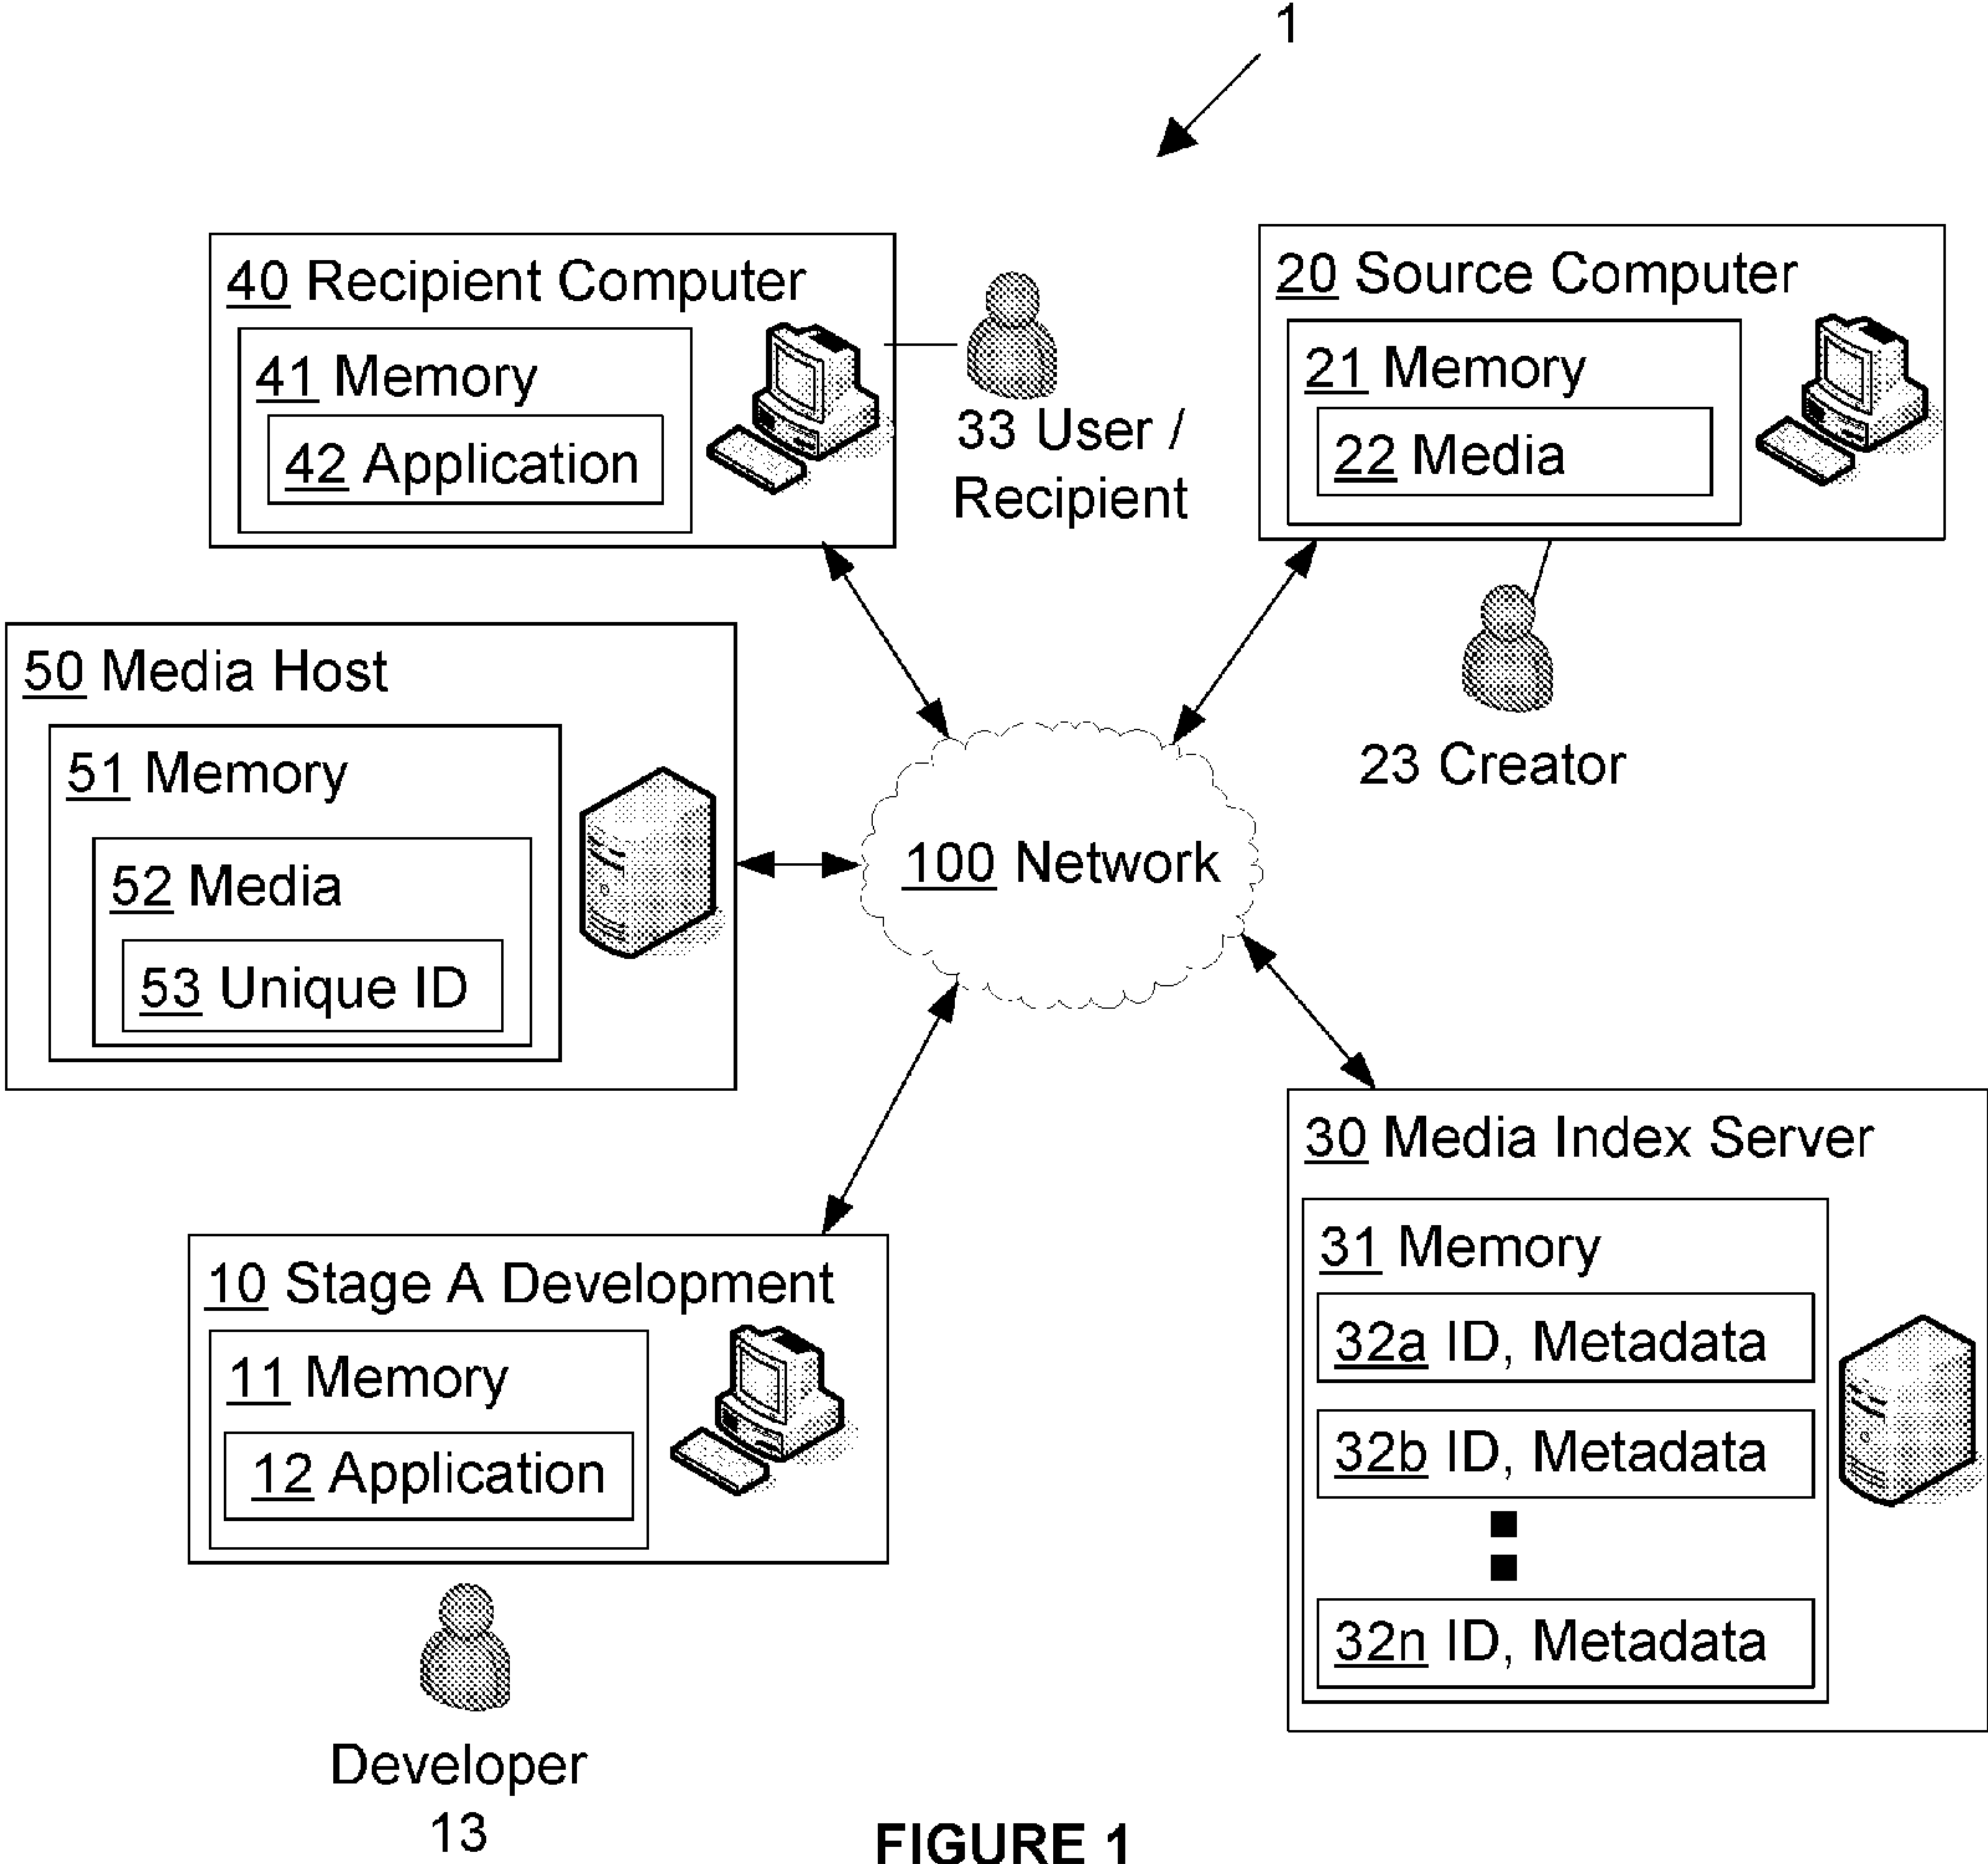 1
40 Recipient Computer
41 Memory
42 Application
33 User /
Recipient
20 Source Computer
21 Memory
22 Media
23 Creator
50 Media Host
51 Memory
52 Media
53 Unique ID
100 Network
10 Stage A Development
11 Memory
12 Application
Developer
13
30 Media Index Server
31 Memory
32a ID, Metadata
32b ID, Metadata
32n ID, Metadata
FIGURE 1